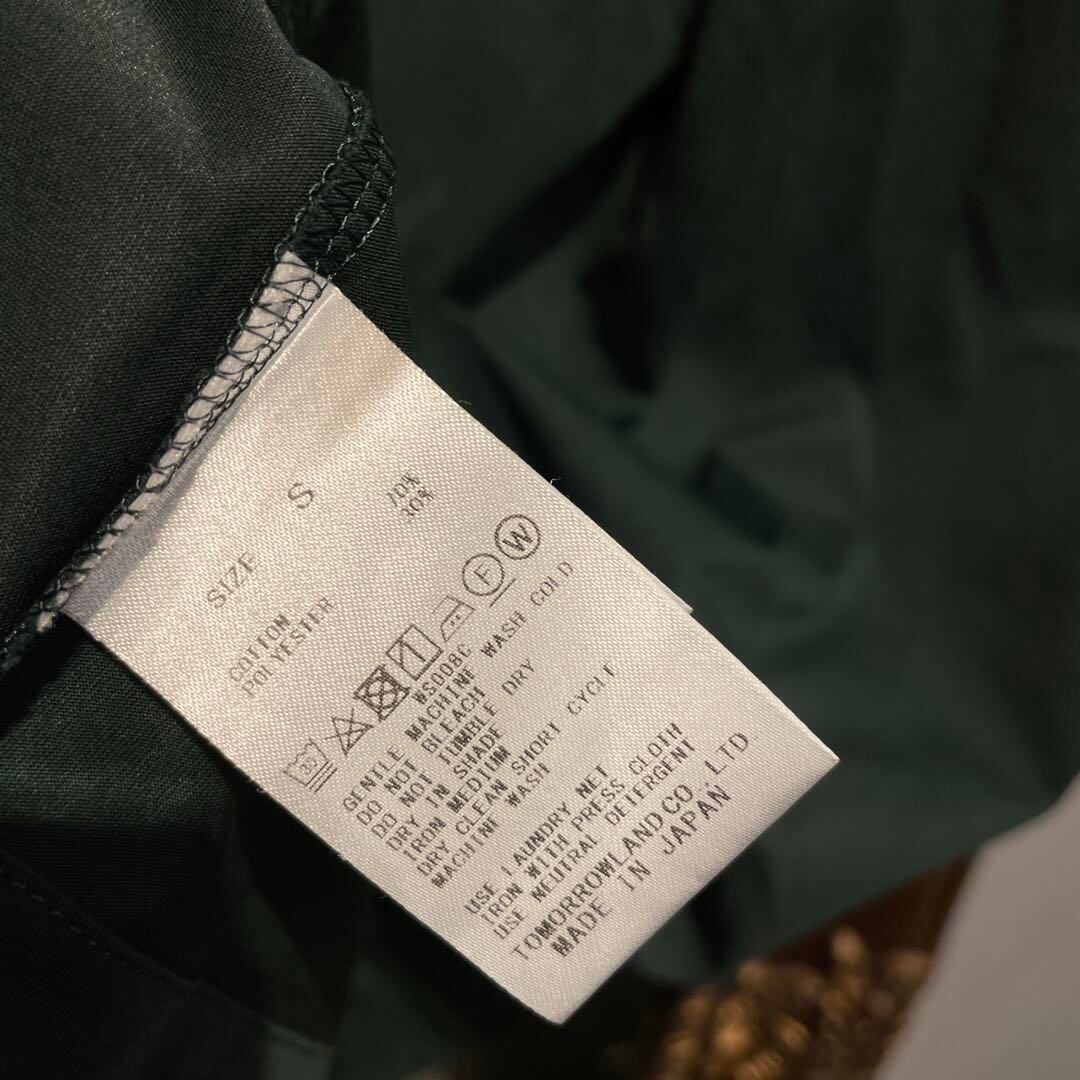 SIZE S
COTTON 70%
POLYESTER 30%
F W
WS008C
GENTLE MACHINE WASH COLD
DO NOT BLEACH
DO NOT TUMBLE DRY
DRY IN SHADE
IRON MEDIUM
DRY CLEAN SHORT CYCLE
MACHINE WASH
USE LAUNDRY NET
IRON WITH PRESS CLOTH
USE NEUTRAL DETERGENT
TOMORROWLAND CO.,LTD.
MADE IN JAPAN